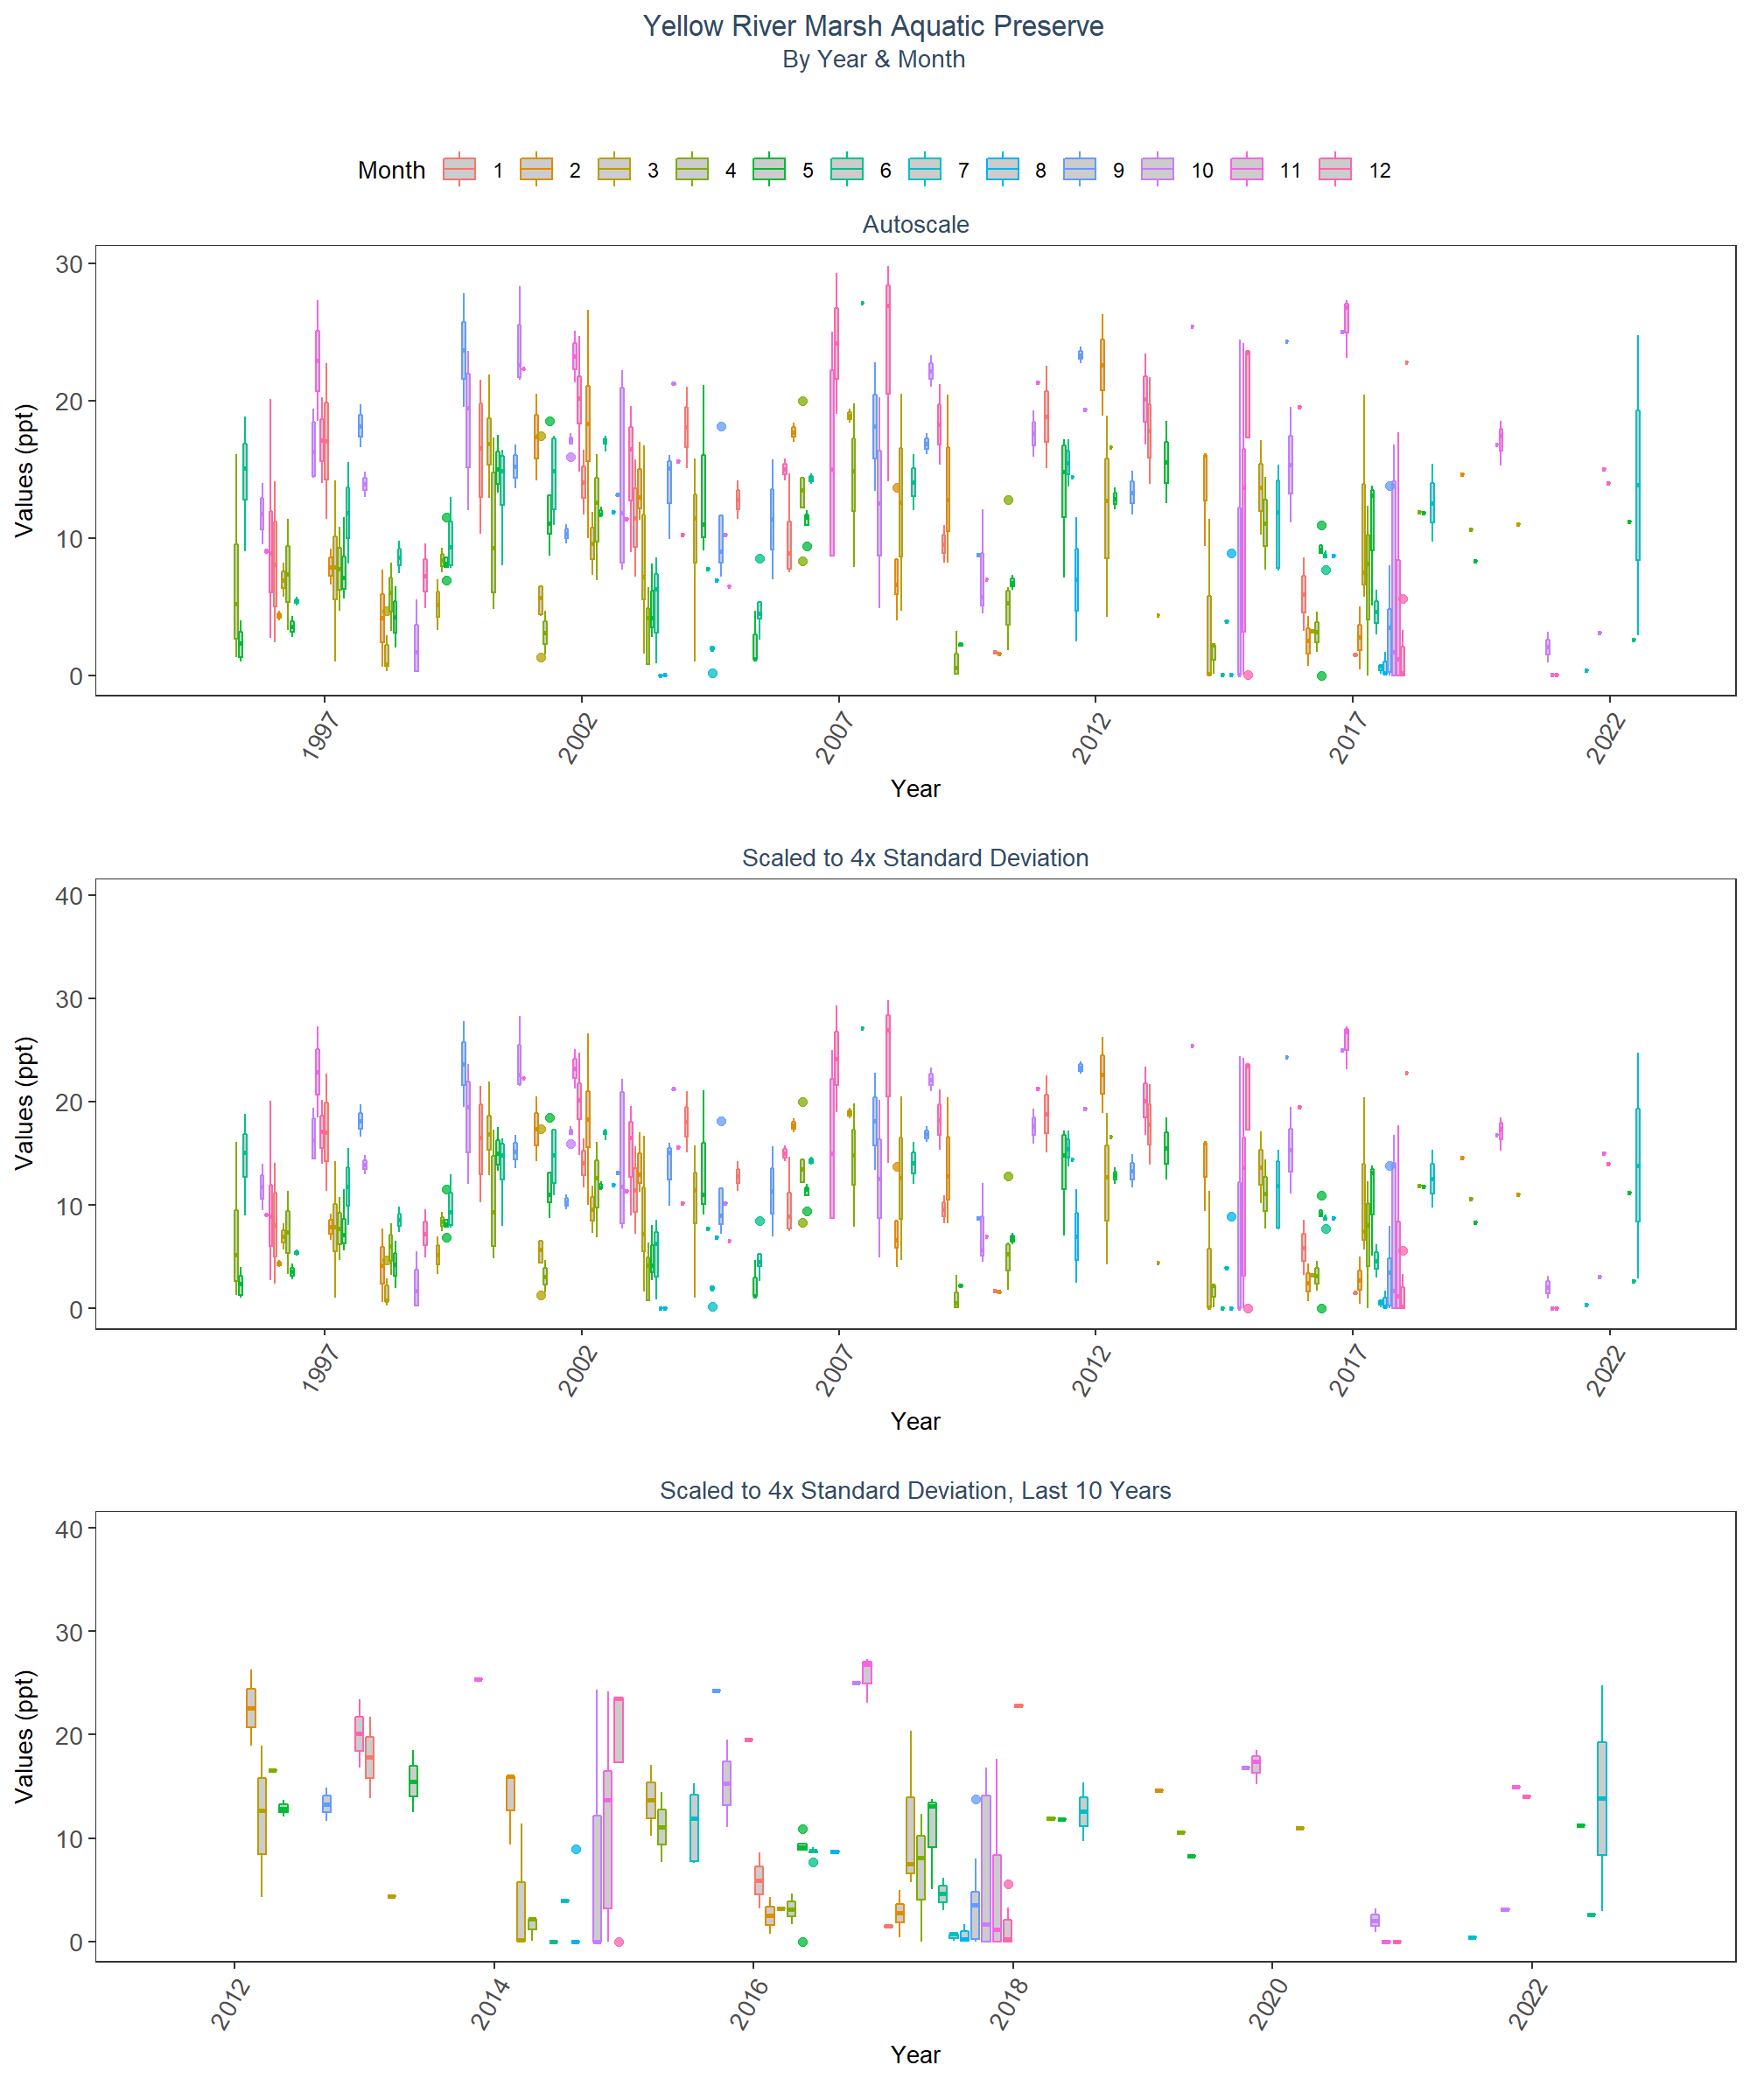 Yellow River Marsh Aquatic Preserve
By Year & Month
Month 1 2 3 4 5 6 7 8 9 10 11 12
Autoscale
Values (ppt)
30
20
10
0
1997 2002 2007 2012 2017 2022
Year
Scaled to 4x Standard Deviation
Values (ppt)
40
30
20
10
0
1997 2002 2007 2012 2017 2022
Year
Scaled to 4x Standard Deviation, Last 10 Years
Values (ppt)
40
30
20
10
0
2012 2014 2016 2018 2020 2022
Year